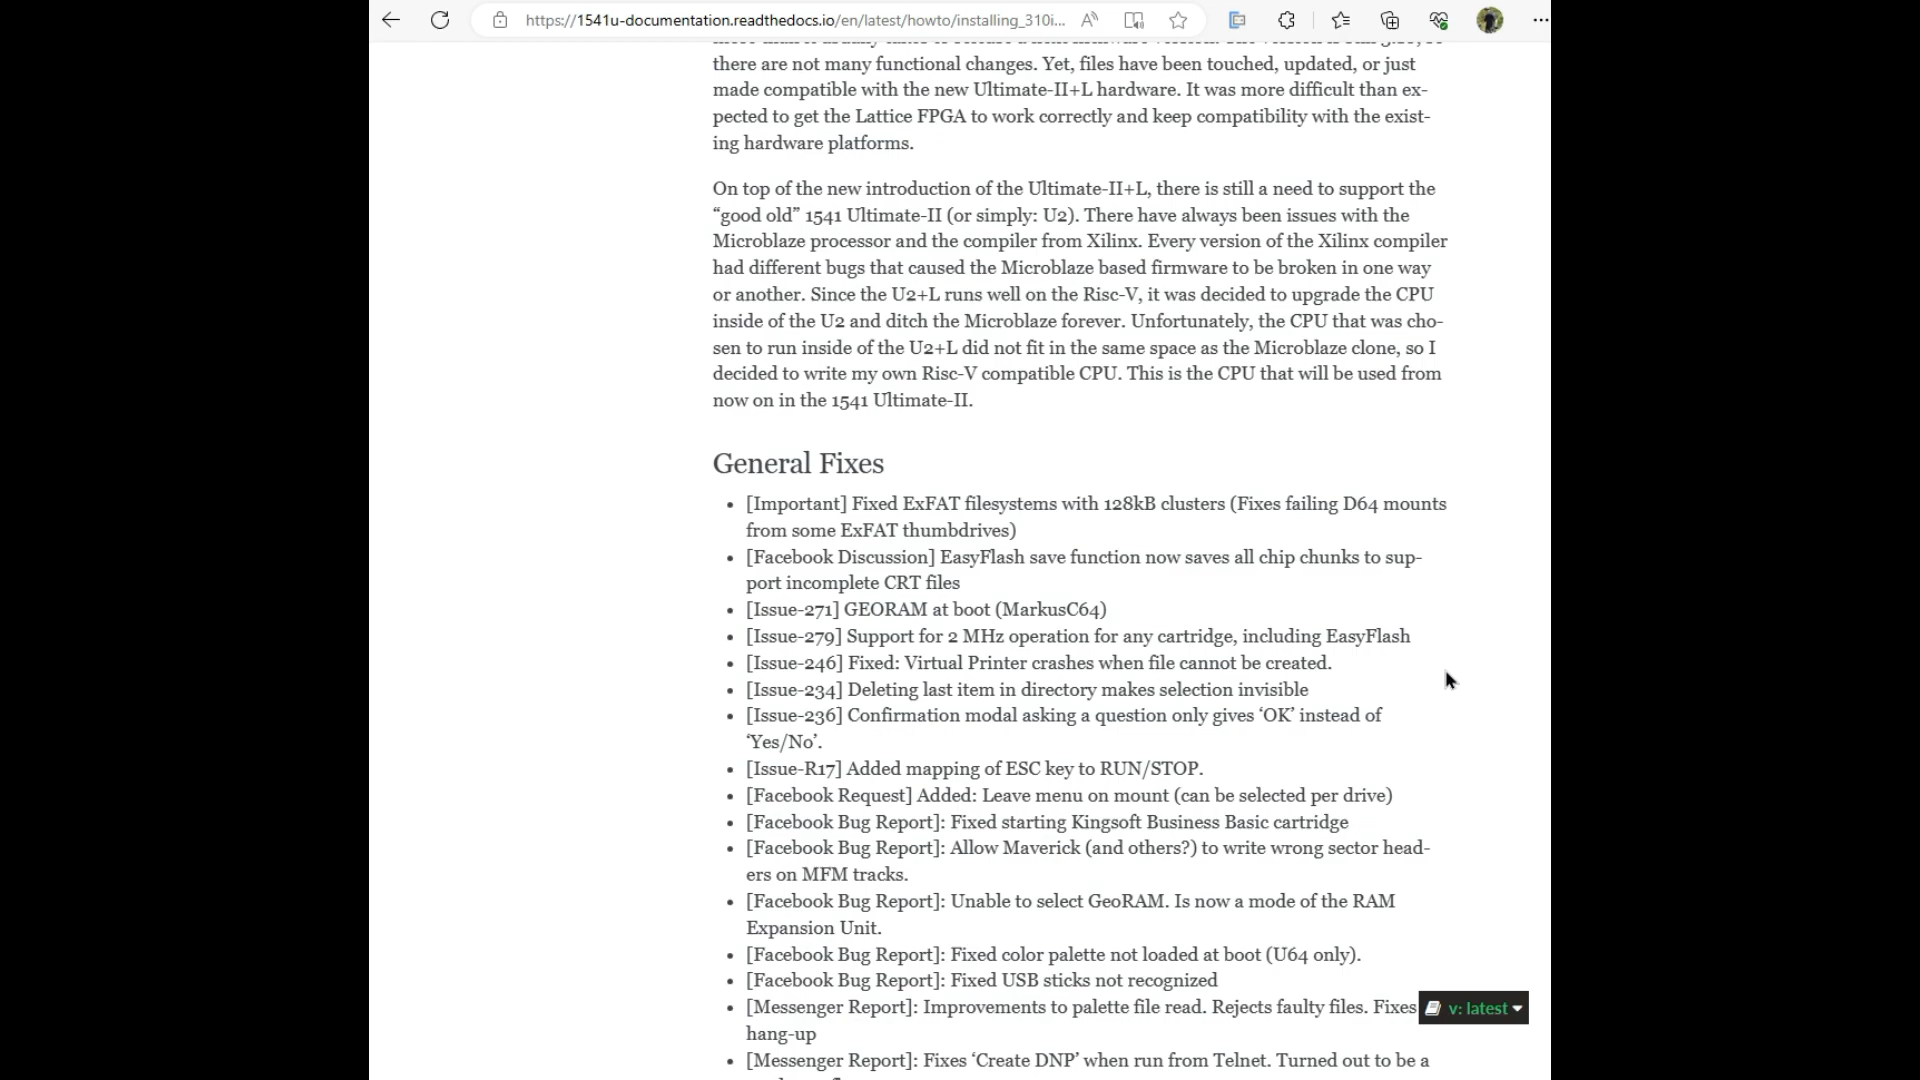 https://1541u-documentation.readthedocs.io/en/latest/howto/installing_310i...
there are not many functional changes. Yet, files have been touched, updated, or just
made compatible with the new Ultimate-II+L hardware. It was more difficult than ex-
pected to get the Lattice FPGA to work correctly and keep compatibility with the exist-
ing hardware platforms.
On top of the new introduction of the Ultimate-II+L, there is still a need to support the
“good old” 1541 Ultimate-II (or simply: U2). There have always been issues with the
Microblaze processor and the compiler from Xilinx. Every version of the Xilinx compiler
had different bugs that caused the Microblaze based firmware to be broken in one way
or another. Since the U2+L runs well on the Risc-V, it was decided to upgrade the CPU
inside of the U2 and ditch the Microblaze forever. Unfortunately, the CPU that was cho-
sen to run inside of the U2+L did not fit in the same space as the Microblaze clone, so I
decided to write my own Risc-V compatible CPU. This is the CPU that will be used from
now on in the 1541 Ultimate-II.
General Fixes
• [Important] Fixed ExFAT filesystems with 128kB clusters (Fixes failing D64 mounts
from some ExFAT thumbdrives)
• [Facebook Discussion] EasyFlash save function now saves all chip chunks to sup-
port incomplete CRT files
• [Issue-271] GEORAM at boot (MarkusC64)
• [Issue-279] Support for 2 MHz operation for any cartridge, including EasyFlash
• [Issue-246] Fixed: Virtual Printer crashes when file cannot be created.
• [Issue-234] Deleting last item in directory makes selection invisible
• [Issue-236] Confirmation modal asking a question only gives ‘OK’ instead of
‘Yes/No’.
• [Issue-R17] Added mapping of ESC key to RUN/STOP.
• [Facebook Request] Added: Leave menu on mount (can be selected per drive)
• [Facebook Bug Report]: Fixed starting Kingsoft Business Basic cartridge
• [Facebook Bug Report]: Allow Maverick (and others?) to write wrong sector head-
ers on MFM tracks.
• [Facebook Bug Report]: Unable to select GeoRAM. Is now a mode of the RAM
Expansion Unit.
• [Facebook Bug Report]: Fixed color palette not loaded at boot (U64 only).
• [Facebook Bug Report]: Fixed USB sticks not recognized
• [Messenger Report]: Improvements to palette file read. Rejects faulty files. Fixes
hang-up
v: latest
• [Messenger Report]: Fixes ‘Create DNP’ when run from Telnet. Turned out to be a